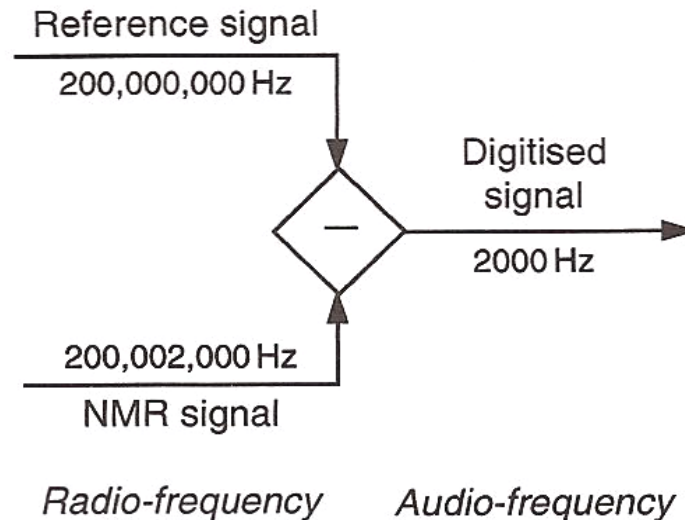 Reference signal
200,000,000 Hz
Digitised
signal
—
2000 Hz
200,002,000 Hz
NMR signal
Radio-frequency
Audio-frequency